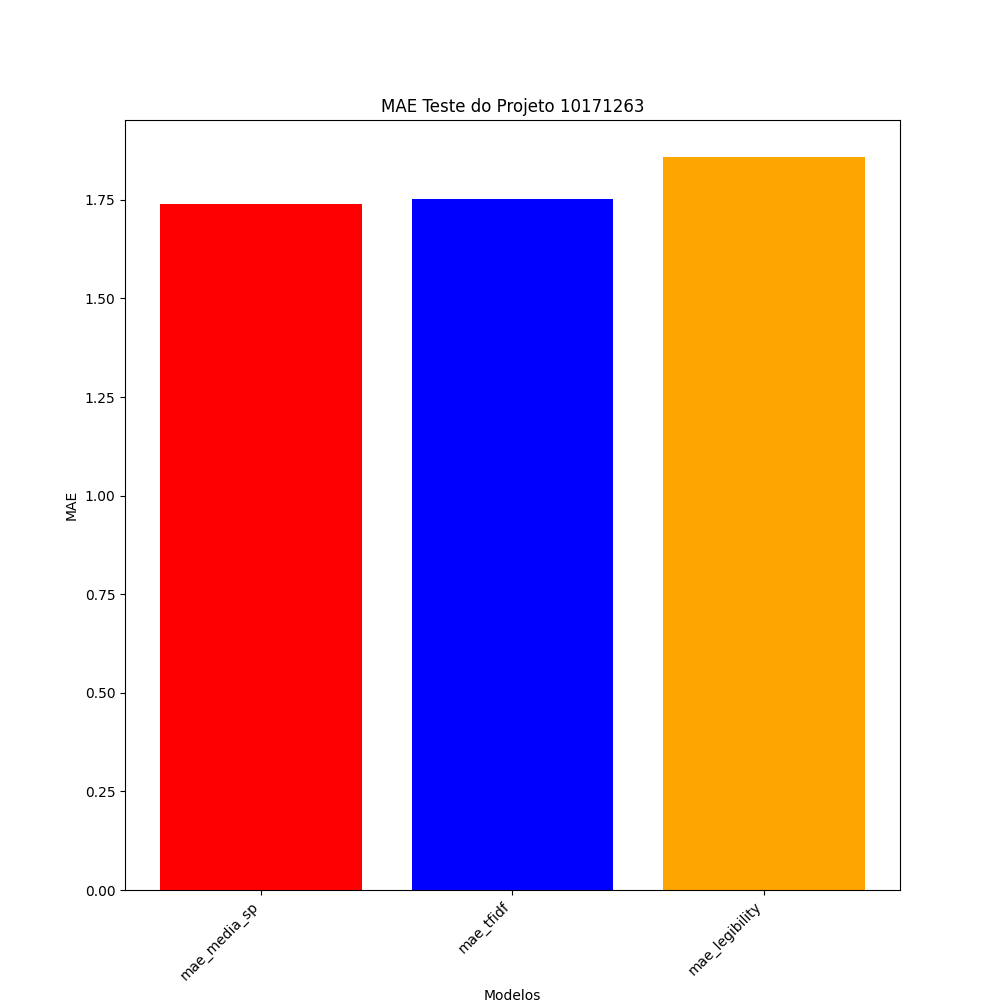 MAE Teste do Projeto 10171263
MAE
1.75
1.50
1.25
1.00
0.75
0.50
0.25
0.00
mae_media_sp
mae_tfidf
mae_legibility
Modelos